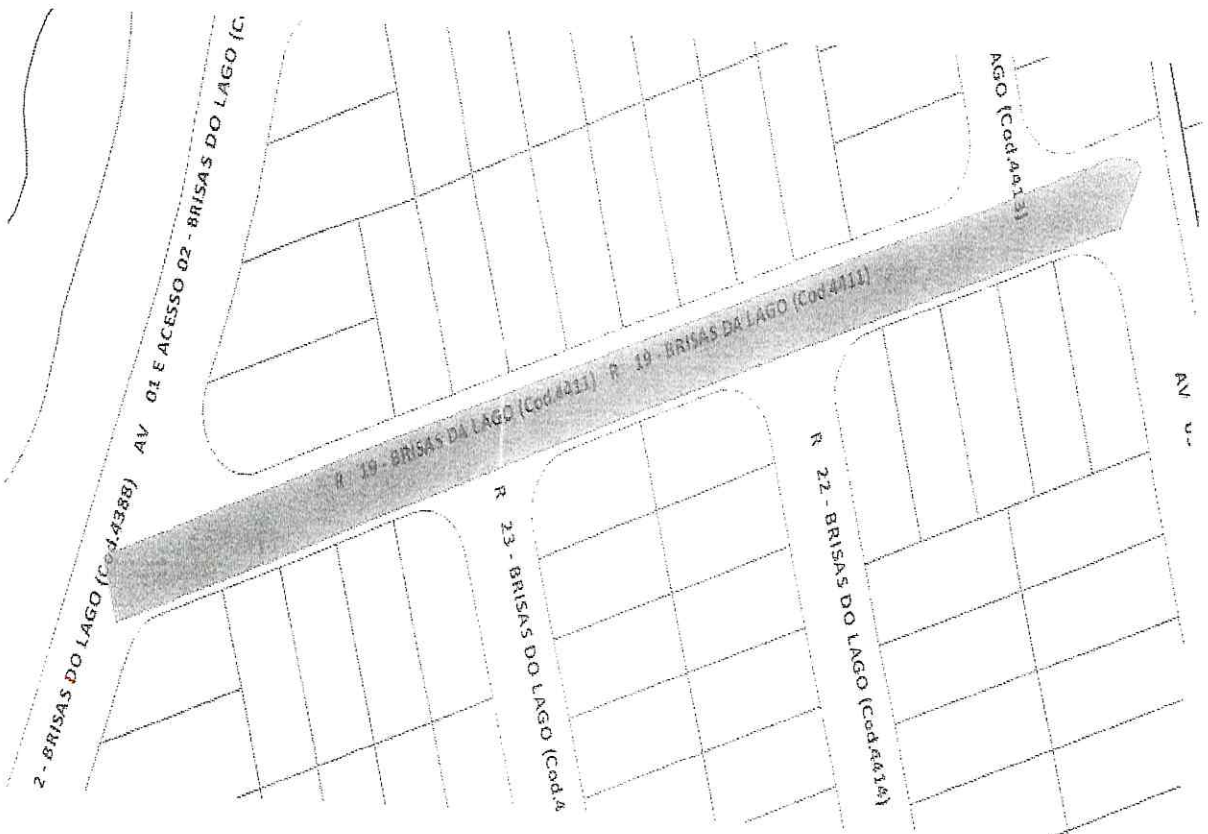 01 E ACESSO 02 - BRISAS DO LAGO (C
2 - BRISAS DO LAGO (Cod.4388) AV
AGO (Cod.4413)
R 19 - BRISAS DA LAGO (Cod.4411) R 19 - BRISAS DA LAGO (Cod.4411)
R 23 - BRISAS DO LAGO (Cod.4
R 22 - BRISAS DO LAGO (Cod.4414)
AV